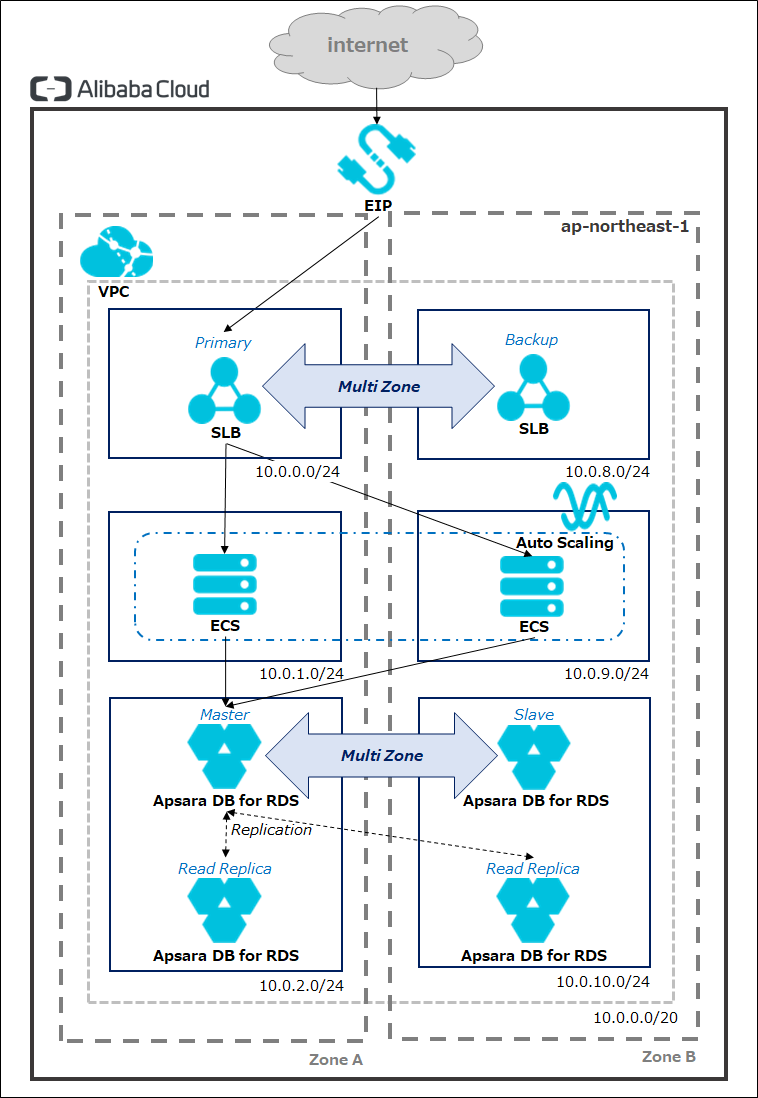 internet
Alibaba Cloud
EIP
ap-northeast-1
VPC
Primary
Backup
Multi Zone
SLB
SLB
10.0.0.0/24
10.0.8.0/24
Auto Scaling
ECS
ECS
10.0.1.0/24
10.0.9.0/24
Master
Slave
Multi Zone
Apsara DB for RDS
Apsara DB for RDS
Replication
Read Replica
Read Replica
Apsara DB for RDS
Apsara DB for RDS
10.0.2.0/24
10.0.10.0/24
10.0.0.0/20
Zone A
Zone B